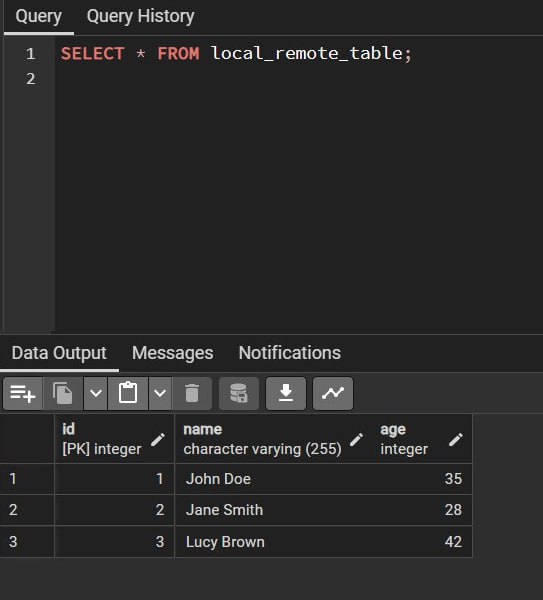 Query Query History
1 SELECT * FROM local_remote_table;
2
Data Output Messages Notifications
id name age
[PK] integer character varying (255) integer
1 1 John Doe 35
2 2 Jane Smith 28
3 3 Lucy Brown 42